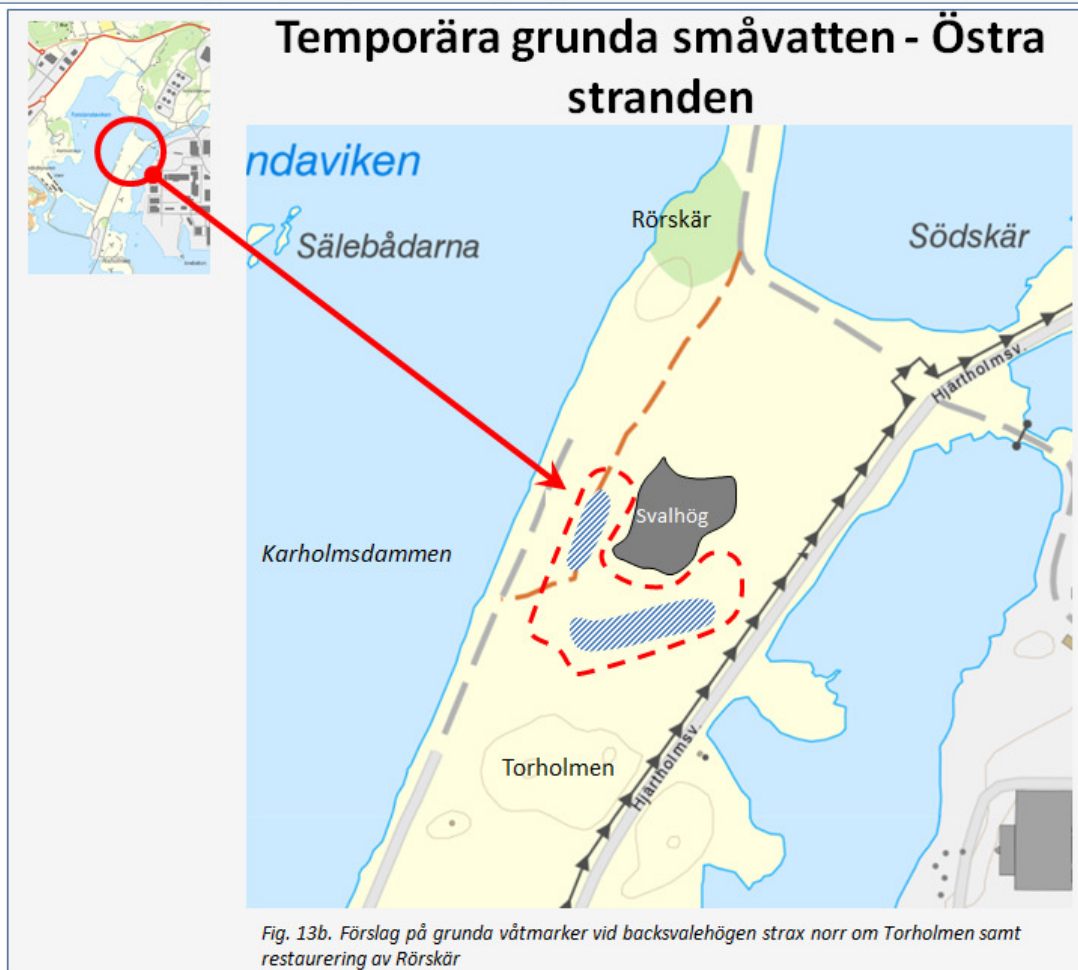 Temporära grunda småvatten - Östra
stranden
ndaviken
Rörskär
Sälebådarna
Södskär
Hjärtholmsv.
Svalhög
Karholmsdammen
Torholmen
Hjärtholmsv.
Fig. 13b. Förslag på grunda våtmarker vid backsvalehögen strax norr om Torholmen samt
restaurering av Rörskär